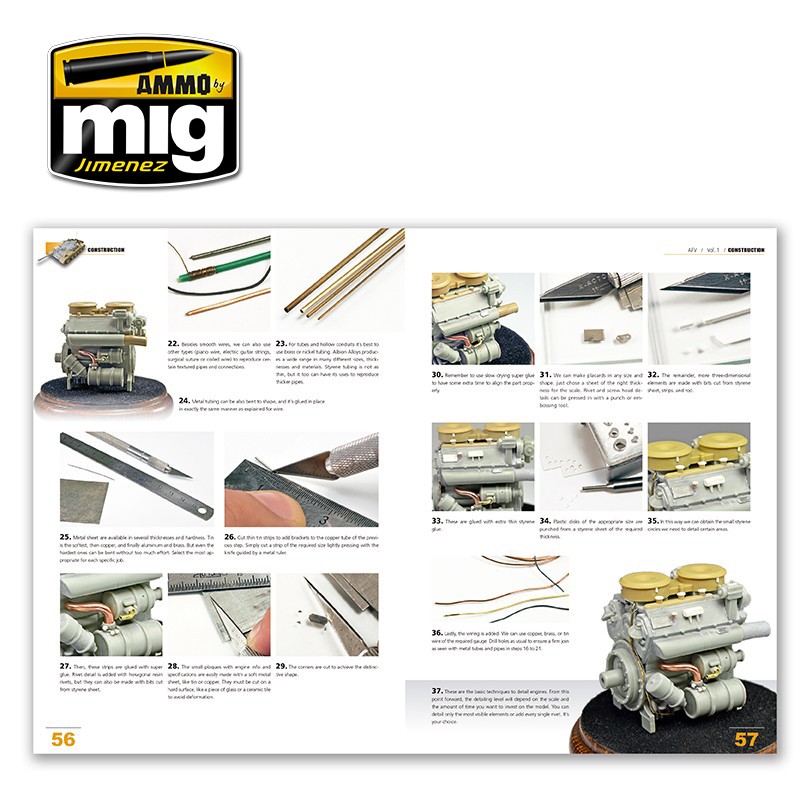 AMMO by
mig
Jimenez
CONSTRUCTION
22. Besides smooth wires, we can also use
other types (piano wire, electric guitar strings,
surgical suture or coiled wire) to reproduce cer-
tain textured pipes and connections.
23. For tubes and hollow conduits it's best to
use brass or nickel tubing. Albion Alloys produc-
es a wide range in many different sizes, thick-
nesses and materials. Styrene tubing is not as
thin, but it too can have its uses to reproduce
thicker pipes.
24. Metal tubing can be also bent to shape, and it's glued in place
in exactly the same manner as explained for wire.
25. Metal sheet are available in several thicknesses and hardness. Tin
is the softest, then copper, and finally aluminum and brass. But even the
hardest ones can be bent without too much effort. Select the most ap-
propriate for each specific job.
26. Cut thin tin strips to add brackets to the copper tube of the previ-
ous step. Simply cut a strip of the required size lightly pressing with the
knife guided by a metal ruler.
3
27. Then, these strips are glued with super
glue. Rivet detail is added with hexagonal resin
rivets, but they can also be made with bits cut
from styrene sheet.
28. The small plaques with engine info and
specifications are easily made with a soft metal
sheet, like tin or copper. They must be cut on a
hard surface, like a piece of glass or a ceramic tile
to avoid deformation.
29. The corners are cut to achieve the distinc-
tive shape.
56
AFV / Vol. 1 / CONSTRUCTION
X-ACTO
X-ACTO
30. Remember to use slow drying super glue
to have some extra time to align the part prop-
erly.
31. We can make placards in any size and
shape, just chose a sheet of the right thick-
ness for the scale. Rivet and screw head de-
tails can be pressed in with a punch or em-
bossing tool.
32. The remainder, more three-dimensional
elements are made with bits cut from styrene
sheet, strips, and rod.
33. These are glued with extra thin styrene
glue.
34. Plastic disks of the appropriate size are
punched from a styrene sheet of the required
thickness.
35. In this way we can obtain the small styrene
circles we need to detail certain areas.
36. Lastly, the wiring is added. We can use copper, brass, or tin
wire of the required gauge. Drill holes as usual to ensure a firm join
as seen with metal tubes and pipes in steps 16 to 21.
37. These are the basic techniques to detail engines. From this
point forward, the detailing level will depend on the scale and
the amount of time you want to invest on the model. You can
detail only the most visible elements or add every single rivet. It's
your choice.
57